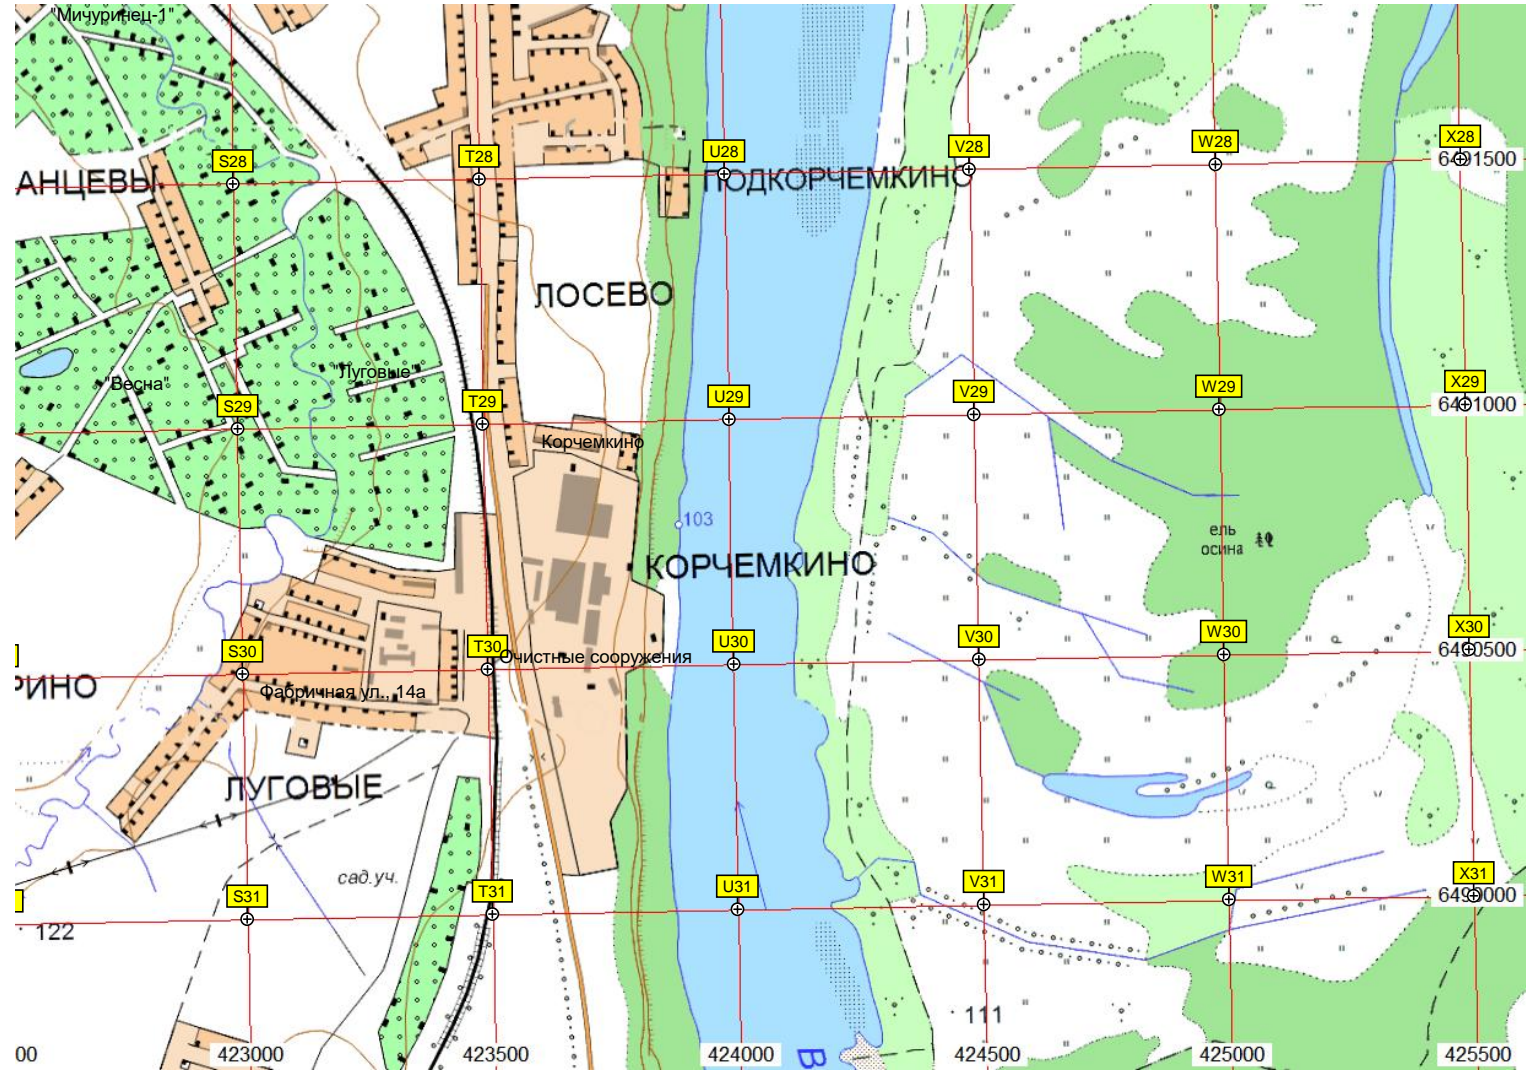 "Мичуринец-1"
S28
T28
U28
V28
W28
X28
6491500
АНЦЕВЫ
ПОДКОРЧЕМКИНО
ЛОСЕВО
"Весна"
"Луговые"
S29
T29
U29
V29
W29
X29
6491000
Корчемкино
103
ель
осина
КОРЧЕМКИНО
S30
T30
U30
V30
W30
X30
6490500
Очистные сооружения
РИНО
Фабричная ул., 14а
ЛУГОВЫЕ
сад.уч.
S31
T31
U31
V31
W31
X31
6490000
122
111
В
00
423000
423500
424000
424500
425000
425500